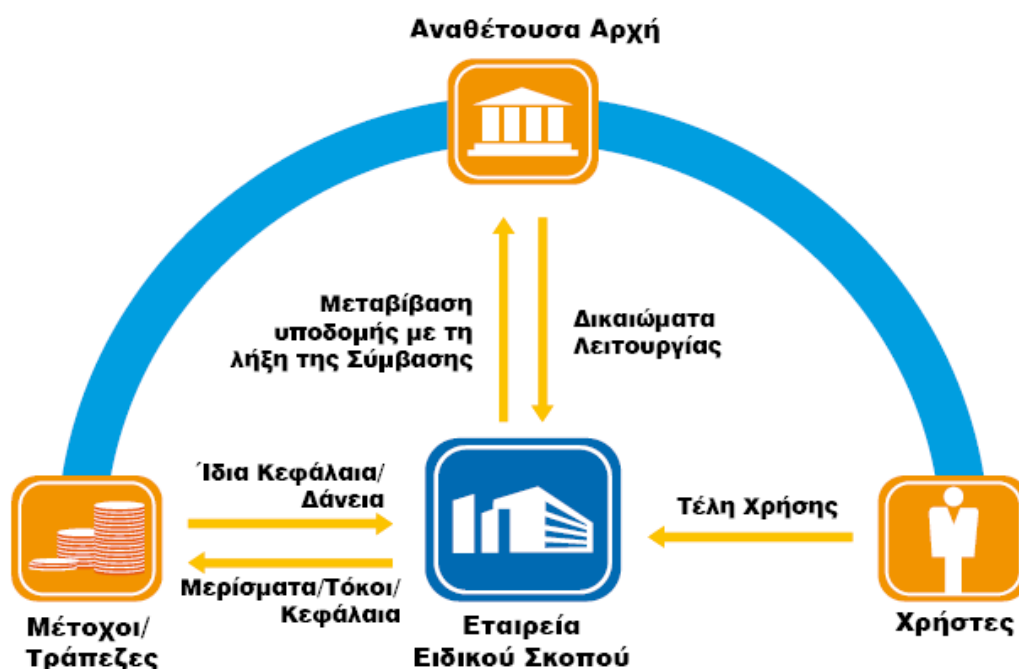 Αναθέτουσα Αρχή
Μεταβίβαση
υποδομής με τη
λήξη της Σύμβασης
Δικαιώματα
Λειτουργίας
Ίδια Κεφάλαια/
Δάνεια
Μερίσματα/Τόκοι/
Κεφάλαια
Τέλη Χρήσης
Μέτοχοι/
Τράπεζες
Εταιρεία
Ειδικού Σκοπού
Χρήστες